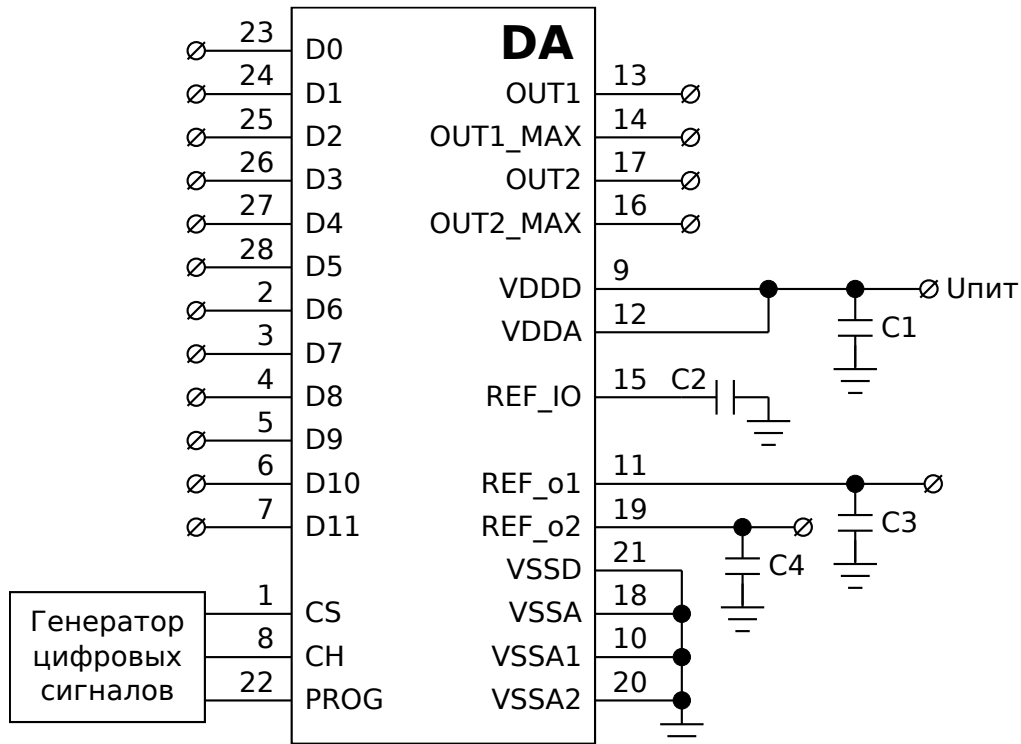 DA
23 D0
24 D1
25 D2
26 D3
27 D4
28 D5
2 D6
3 D7
4 D8
5 D9
6 D10
7 D11
Генератор
цифровых
сигналов
1 CS
8 CH
22 PROG
OUT1 13
OUT1_MAX 14
OUT2 17
OUT2_MAX 16
VDDD 9 Uпит
VDDA 12
C1
REF_IO 15 C2
REF_o1 11
C3
REF_o2 19
C4
VSSD 21
VSSA 18
VSSA1 10
VSSA2 20